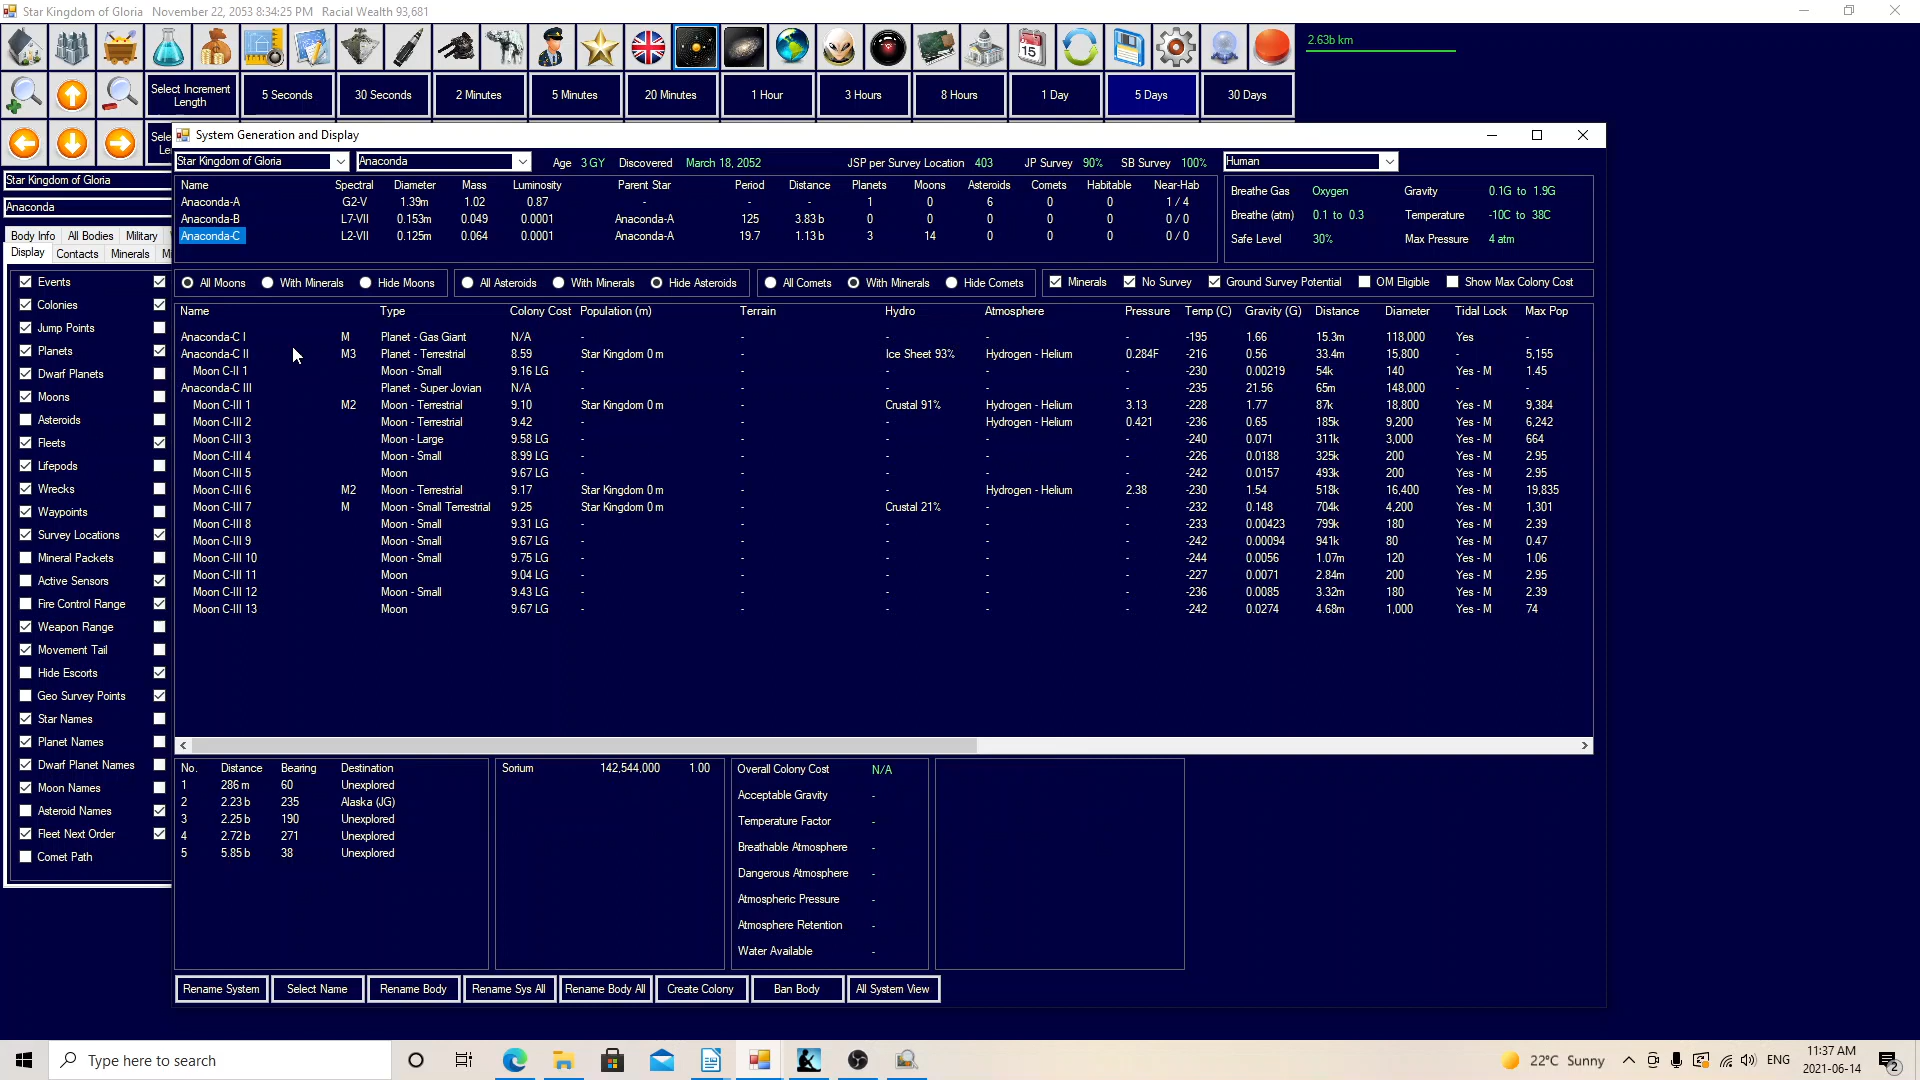 Star Kingdom of Gloria   November 22, 2053 8:34:25 PM   Racial Wealth 93,681
15
2.63b km
Select Increment Length 5 Seconds 30 Seconds 2 Minutes 5 Minutes 20 Minutes 1 Hour 3 Hours 8 Hours 1 Day 5 Days 30 Days
System Generation and Display
Star Kingdom of Gloria
Anaconda
Body Info All Bodies Military
Display Contacts Minerals
Events
Colonies
Jump Points
Planets
Dwarf Planets
Moons
Asteroids
Fleets
Lifepods
Wrecks
Waypoints
Survey Locations
Mineral Packets
Active Sensors
Fire Control Range
Weapon Range
Movement Tail
Hide Escorts
Geo Survey Points
Star Names
Planet Names
Dwarf Planet Names
Moon Names
Asteroid Names
Fleet Next Order
Comet Path
Star Kingdom of Gloria Anaconda Age 3 GY Discovered March 18, 2052 JSP per Survey Location 403 JP Survey 90% SB Survey 100% Human
Name Spectral Diameter Mass Luminosity Parent Star Period Distance Planets Moons Asteroids Comets Habitable Near-Hab
Anaconda-A G2-V 1.39m 1.02 0.87 - - - 1 0 6 0 0 1 / 4
Anaconda-B L7-VII 0.153m 0.049 0.0001 Anaconda-A 125 3.83 b 0 0 0 0 0 0 / 0
Anaconda-C L2-VII 0.125m 0.064 0.0001 Anaconda-A 19.7 1.13 b 3 14 0 0 0 0 / 0
Breathe Gas Oxygen Gravity 0.1G to 1.9G
Breathe (atm) 0.1 to 0.3 Temperature -10C to 38C
Safe Level 30% Max Pressure 4 atm
All Moons With Minerals Hide Moons All Asteroids With Minerals Hide Asteroids All Comets With Minerals Hide Comets Minerals No Survey Ground Survey Potential OM Eligible Show Max Colony Cost
Name Type Colony Cost Population (m) Terrain Hydro Atmosphere Pressure Temp (C) Gravity (G) Distance Diameter Tidal Lock Max Pop
Anaconda-C I M Planet - Gas Giant N/A - - - - - -195 1.66 15.3m 118,000 Yes -
Anaconda-C II M3 Planet - Terrestrial 8.59 Star Kingdom 0 m - Ice Sheet 93% Hydrogen - Helium 0.284F -216 0.56 33.4m 15,800 - 5,155
Moon C-II 1 Moon - Small 9.16 LG - - - - - -230 0.00219 54k 140 Yes - M 1.45
Anaconda-C III Planet - Super Jovian N/A - - - - - -235 21.56 65m 148,000 - -
Moon C-III 1 M2 Moon - Terrestrial 9.10 Star Kingdom 0 m - Crustal 91% Hydrogen - Helium 3.13 -228 1.77 87k 18,800 Yes - M 9,384
Moon C-III 2 Moon - Terrestrial 9.42 - - - Hydrogen - Helium 0.421 -236 0.65 185k 9,200 Yes - M 6,242
Moon C-III 3 Moon - Large 9.58 LG - - - - - -240 0.071 311k 3,000 Yes - M 664
Moon C-III 4 Moon - Small 8.99 LG - - - - - -226 0.0188 325k 200 Yes - M 2.95
Moon C-III 5 Moon 9.67 LG - - - - - -242 0.0157 493k 200 Yes - M 2.95
Moon C-III 6 M2 Moon - Terrestrial 9.17 Star Kingdom 0 m - - Hydrogen - Helium 2.38 -230 1.54 518k 16,400 Yes - M 19,835
Moon C-III 7 M Moon - Small Terrestrial 9.25 Star Kingdom 0 m - Crustal 21% - - -232 0.148 704k 4,200 Yes - M 1,301
Moon C-III 8 Moon - Small 9.31 LG - - - - - -233 0.00423 799k 180 Yes - M 2.39
Moon C-III 9 Moon - Small 9.67 LG - - - - - -242 0.00094 941k 80 Yes - M 0.47
Moon C-III 10 Moon - Small 9.75 LG - - - - - -244 0.0056 1.07m 120 Yes - M 1.06
Moon C-III 11 Moon 9.04 LG - - - - - -227 0.0071 2.84m 200 Yes - M 2.95
Moon C-III 12 Moon - Small 9.43 LG - - - - - -236 0.0085 3.32m 180 Yes - M 2.39
Moon C-III 13 Moon 9.67 LG - - - - - -242 0.0274 4.68m 1,000 Yes - M 74
No. Distance Bearing Destination
1 286 m 60 Unexplored
2 2.23 b 235 Alaska (JG)
3 2.25 b 190 Unexplored
4 2.72 b 271 Unexplored
5 5.85 b 38 Unexplored
Sorium 142,544,000 1.00
Overall Colony Cost N/A
Acceptable Gravity -
Temperature Factor -
Breathable Atmosphere -
Dangerous Atmosphere -
Atmospheric Pressure -
Atmosphere Retention -
Water Available -
Rename System Select Name Rename Body Rename Sys All Rename Body All Create Colony Ban Body All System View
Type here to search
22°C Sunny ENG 11:37 AM
2021-06-14
2